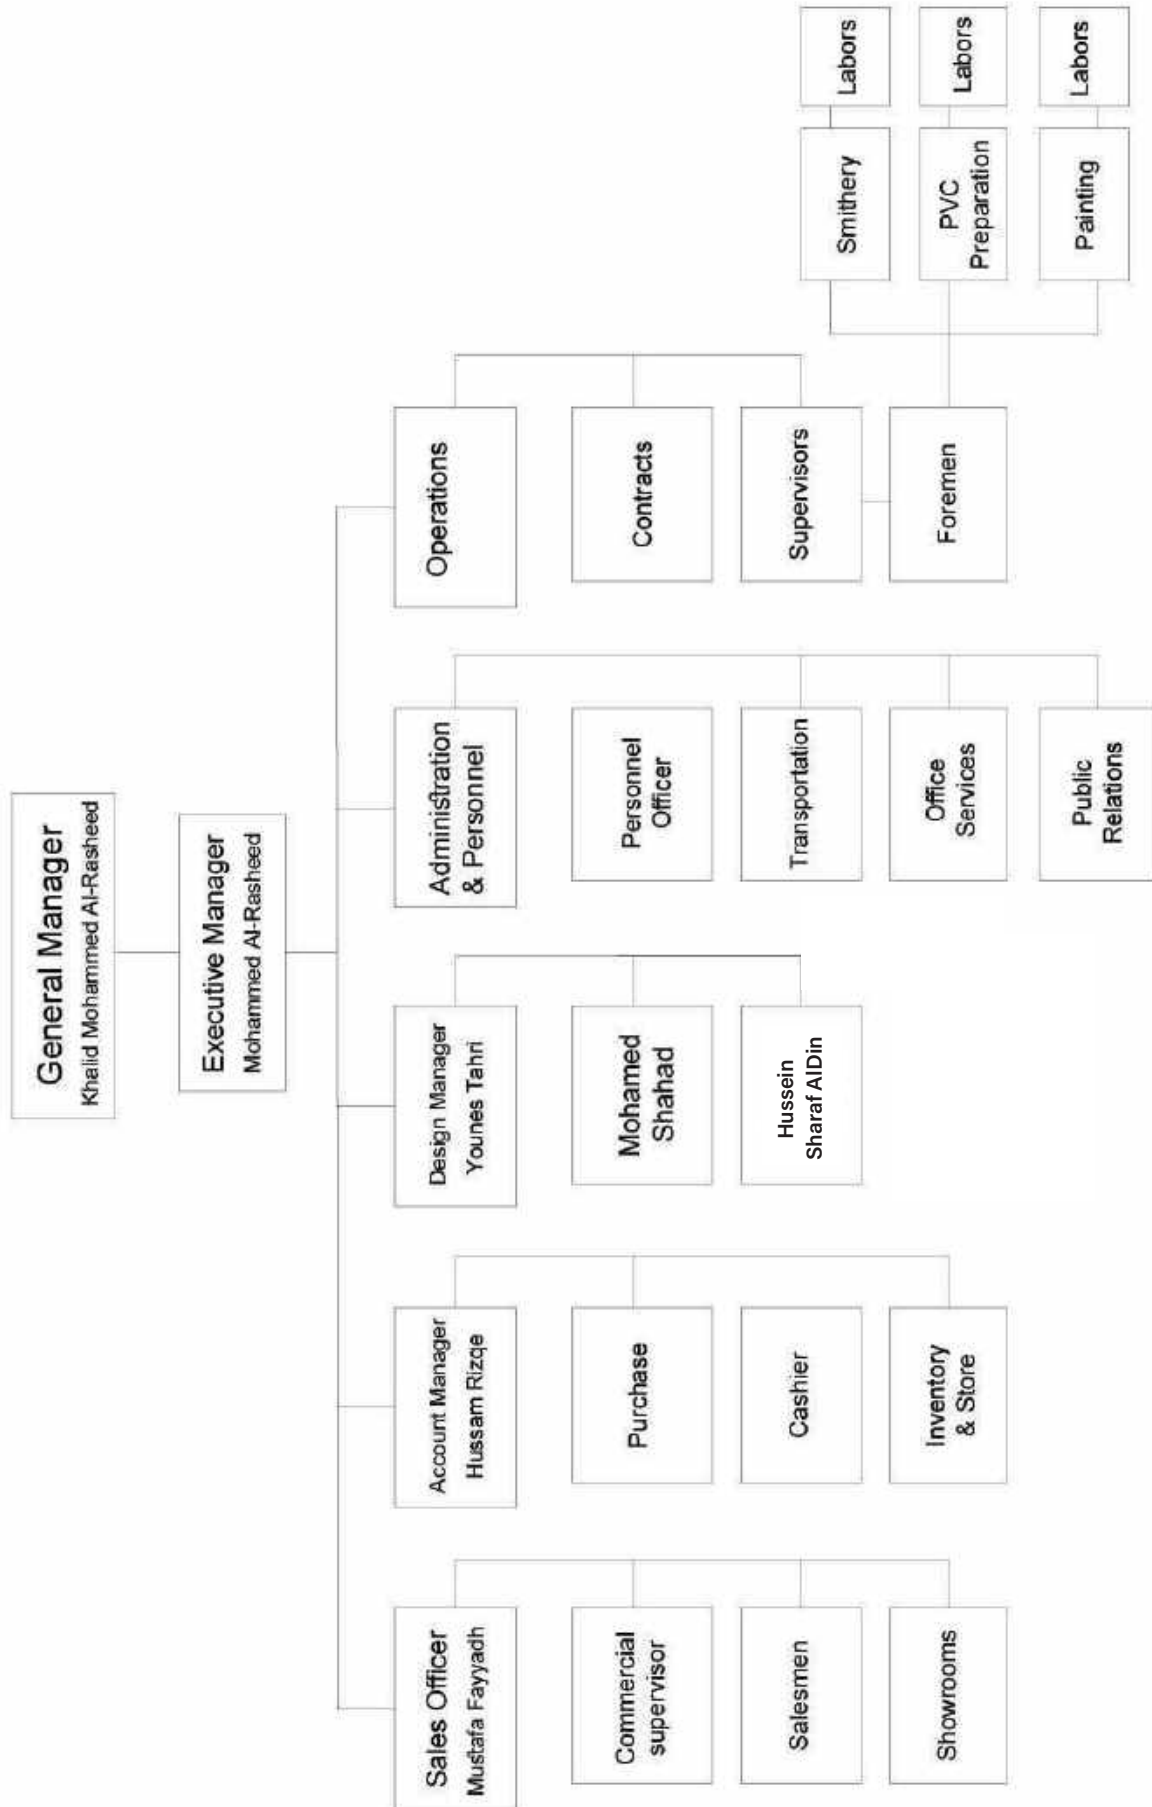 General Manager
Khalid Mohammed Al-Rasheed
Executive Manager
Mohammed Al-Rasheed
Sales Officer
Mustafa Fayyadh
Commercial
supervisor
Salesmen
Showrooms
Account Manager
Hussam Rizqe
Purchase
Cashier
Inventory
& Store
Design Manager
Younes Tahri
Mohamed
Shahad
Hussein
Sharaf AlDin
Administration
& Personnel
Personnel
Officer
Transportation
Office
Services
Public
Relations
Operations
Contracts
Supervisors
Foremen
Smithery
Labors
PVC
Preparation
Labors
Painting
Labors